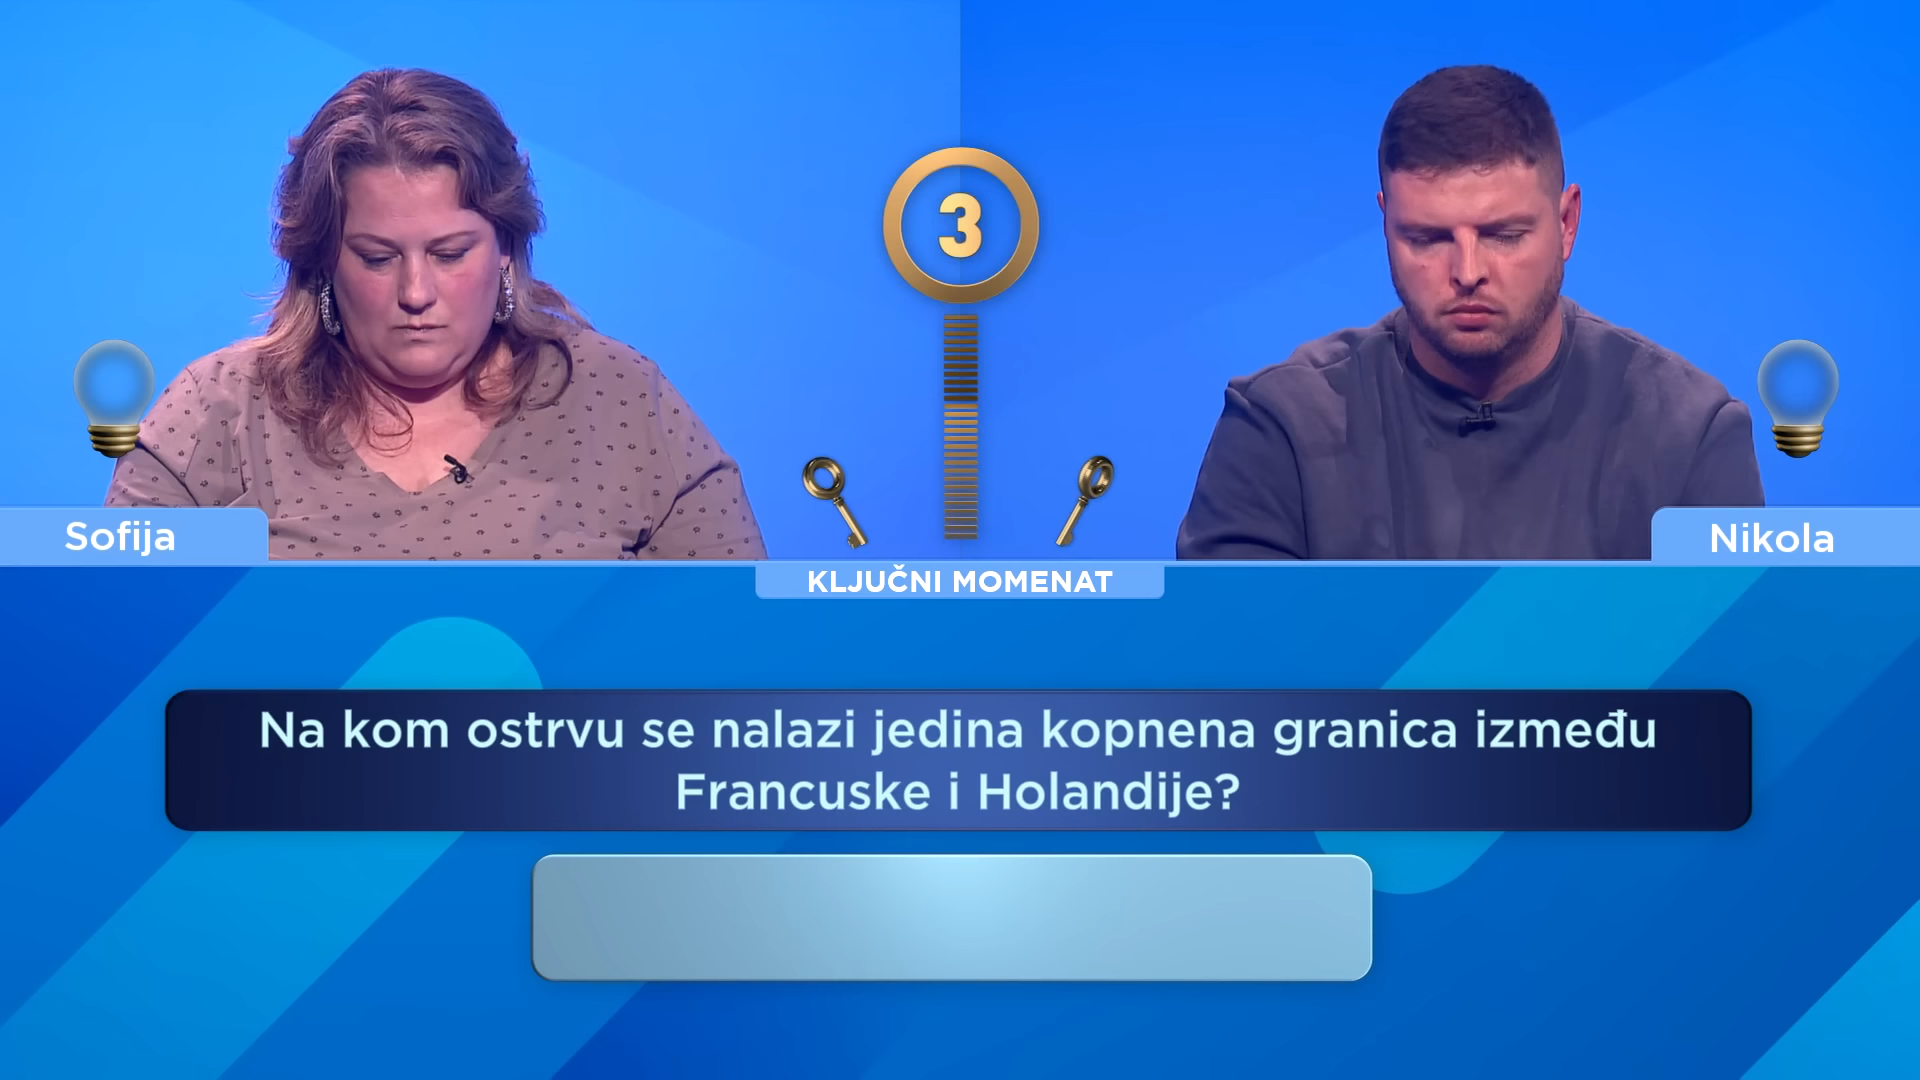 3
Sofija
Nikola
KLJUČNI MOMENAT
Na kom ostrvu se nalazi jedina kopnena granica između
Francuske i Holandije?